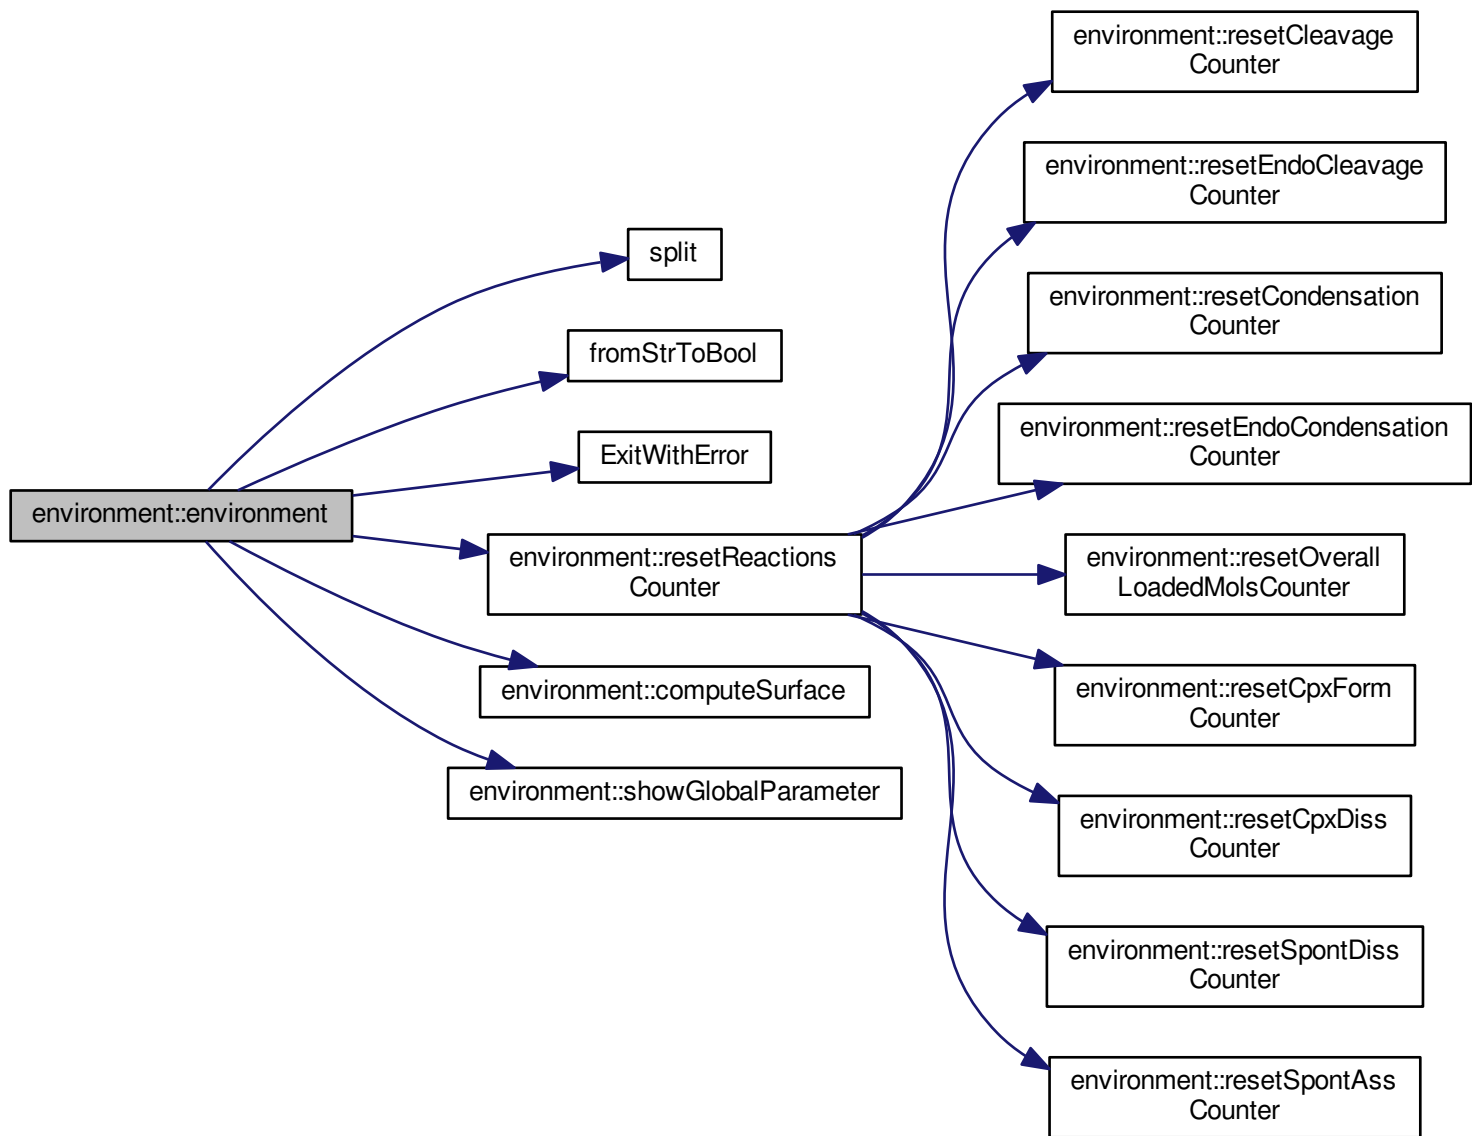 environment::environment
split
fromStrToBool
ExitWithError
environment::resetReactions
Counter
environment::computeSurface
environment::showGlobalParameter
environment::resetCleavage
Counter
environment::resetEndoCleavage
Counter
environment::resetCondensation
Counter
environment::resetEndoCondensation
Counter
environment::resetOverall
LoadedMolsCounter
environment::resetCpxForm
Counter
environment::resetCpxDiss
Counter
environment::resetSpontDiss
Counter
environment::resetSpontAss
Counter